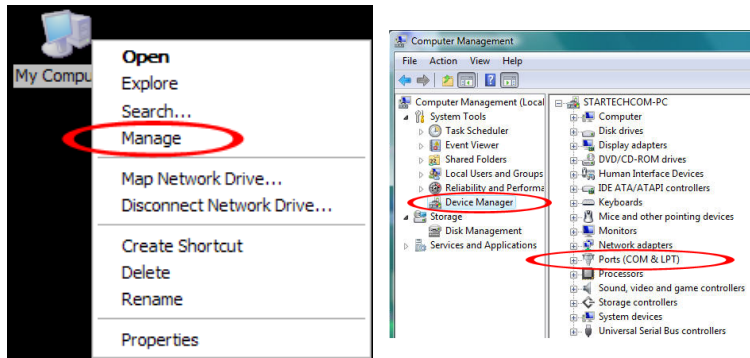 My Compu
Open
Explore
Search...
Manage
Map Network Drive...
Disconnect Network Drive...
Create Shortcut
Delete
Rename
Properties
Computer Management
File Action View Help
Computer Management (Local
System Tools
Task Scheduler
Event Viewer
Shared Folders
Local Users and Groups
Reliability and Performa
Device Manager
Storage
Disk Management
Services and Applications
STARTECHCOM-PC
Computer
Disk drives
Display adapters
DVD/CD-ROM drives
Human Interface Devices
IDE ATA/ATAPI controllers
Keyboards
Mice and other pointing devices
Monitors
Network adapters
Ports (COM & LPT)
Processors
Sound, video and game controllers
Storage controllers
System devices
Universal Serial Bus controllers